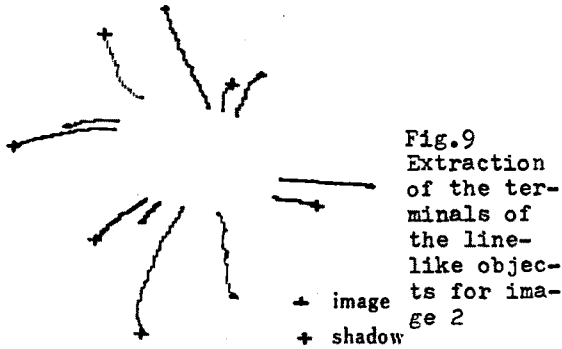 Fig.9
Extraction
of the ter-
minals of
the line-
like objec-
ts for ima-
ge 2
image
shadow